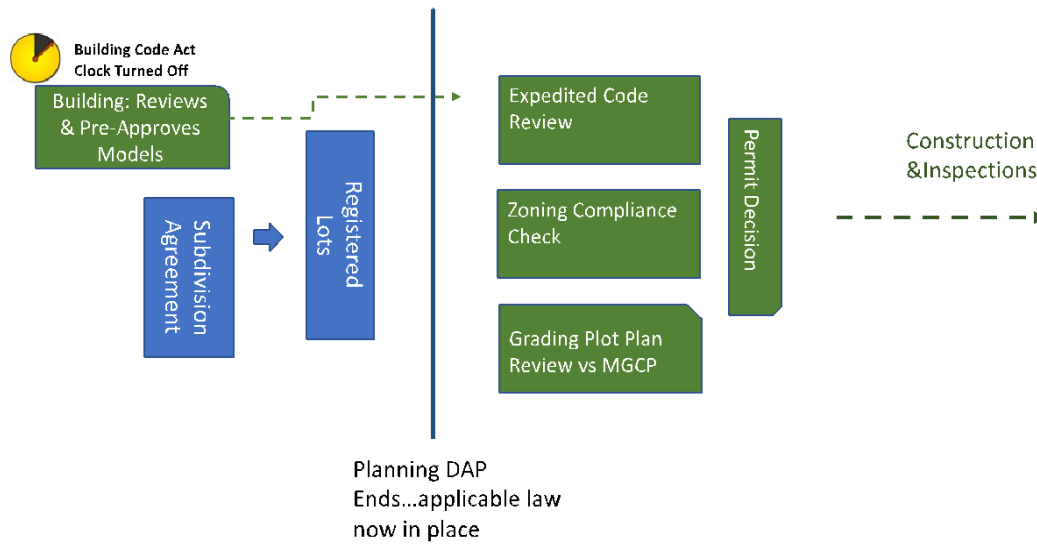 Building Code Act
Clock Turned Off
Building: Reviews
& Pre-Approves
Models
Subdivision
Agreement
Registered
Lots
Expedited Code
Review
Zoning Compliance
Check
Grading Plot Plan
Review vs MGCP
Permit Decision
Construction
&Inspections
Planning DAP
Ends...applicable law
now in place